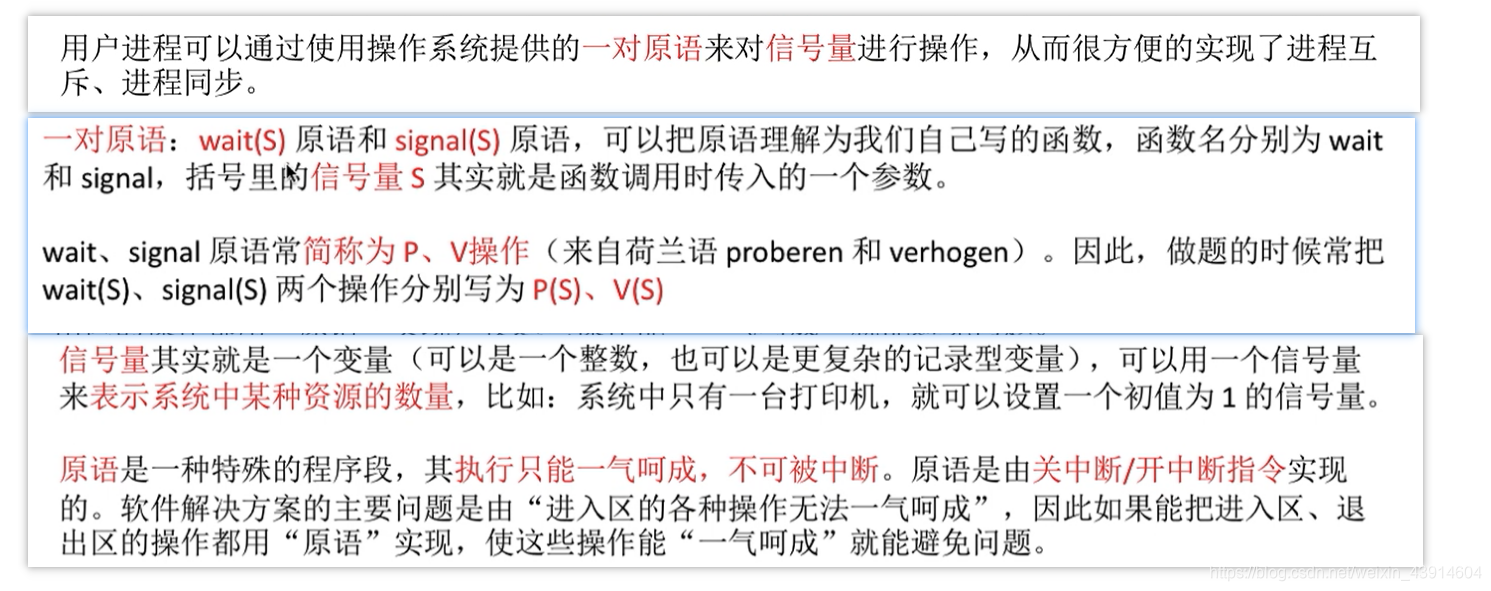 用户进程可以通过使用操作系统提供的一对原语来对信号量进行操作，从而很方便的实现了进程互
斥、进程同步。
一对原语：wait(S) 原语和 signal(S) 原语，可以把原语理解为我们自己写的函数，函数名分别为 wait
和 signal，括号里的信号量 S 其实就是函数调用时传入的一个参数。
wait、signal 原语常简称为 P、V操作（来自荷兰语 proberen 和 verhogen）。因此，做题的时候常把
wait(S)、signal(S) 两个操作分别写为 P(S)、V(S)
信号量其实就是一个变量（可以是一个整数，也可以是更复杂的记录型变量），可以用一个信号量
来表示系统中某种资源的数量，比如：系统中只有一台打印机，就可以设置一个初值为 1 的信号量。
原语是一种特殊的程序段，其执行只能一气呵成，不可被中断。原语是由关中断/开中断指令实现
的。软件解决方案的主要问题是由“进入区的各种操作无法一气呵成”，因此如果能把进入区、退
出区的操作都用“原语”实现，使这些操作能“一气呵成”就能避免问题。
https://blog.csdn.net/weixin_43914604